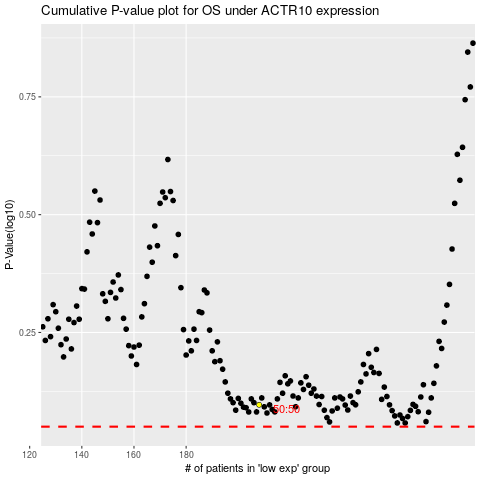 Cumulative P-value plot for OS under ACTR10 expression
P-Value(log10)
0.75
0.50
0.25
50:50
120 140 160 180
# of patients in 'low exp' group